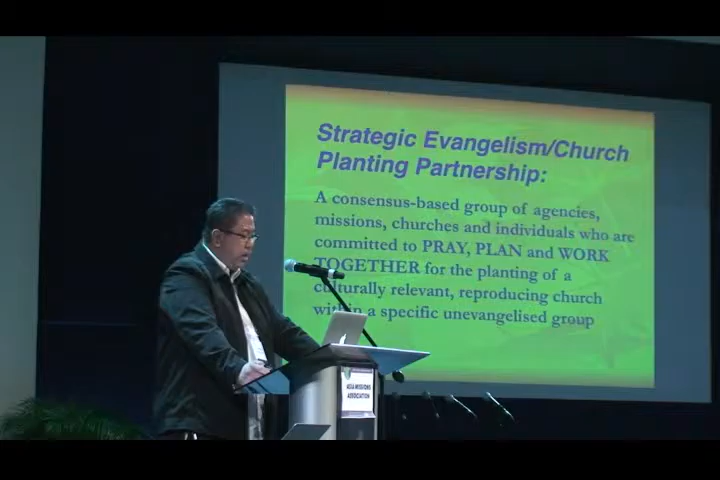 Strategic Evangelism/Church
Planting Partnership:
A consensus-based group of agencies,
missions, churches and individuals who are
committed to PRAY, PLAN and WORK
TOGETHER for the planting of a
culturally relevant, reproducing church
within a specific unevangelised group
ASIA MISSIONS
ASSOCIATION